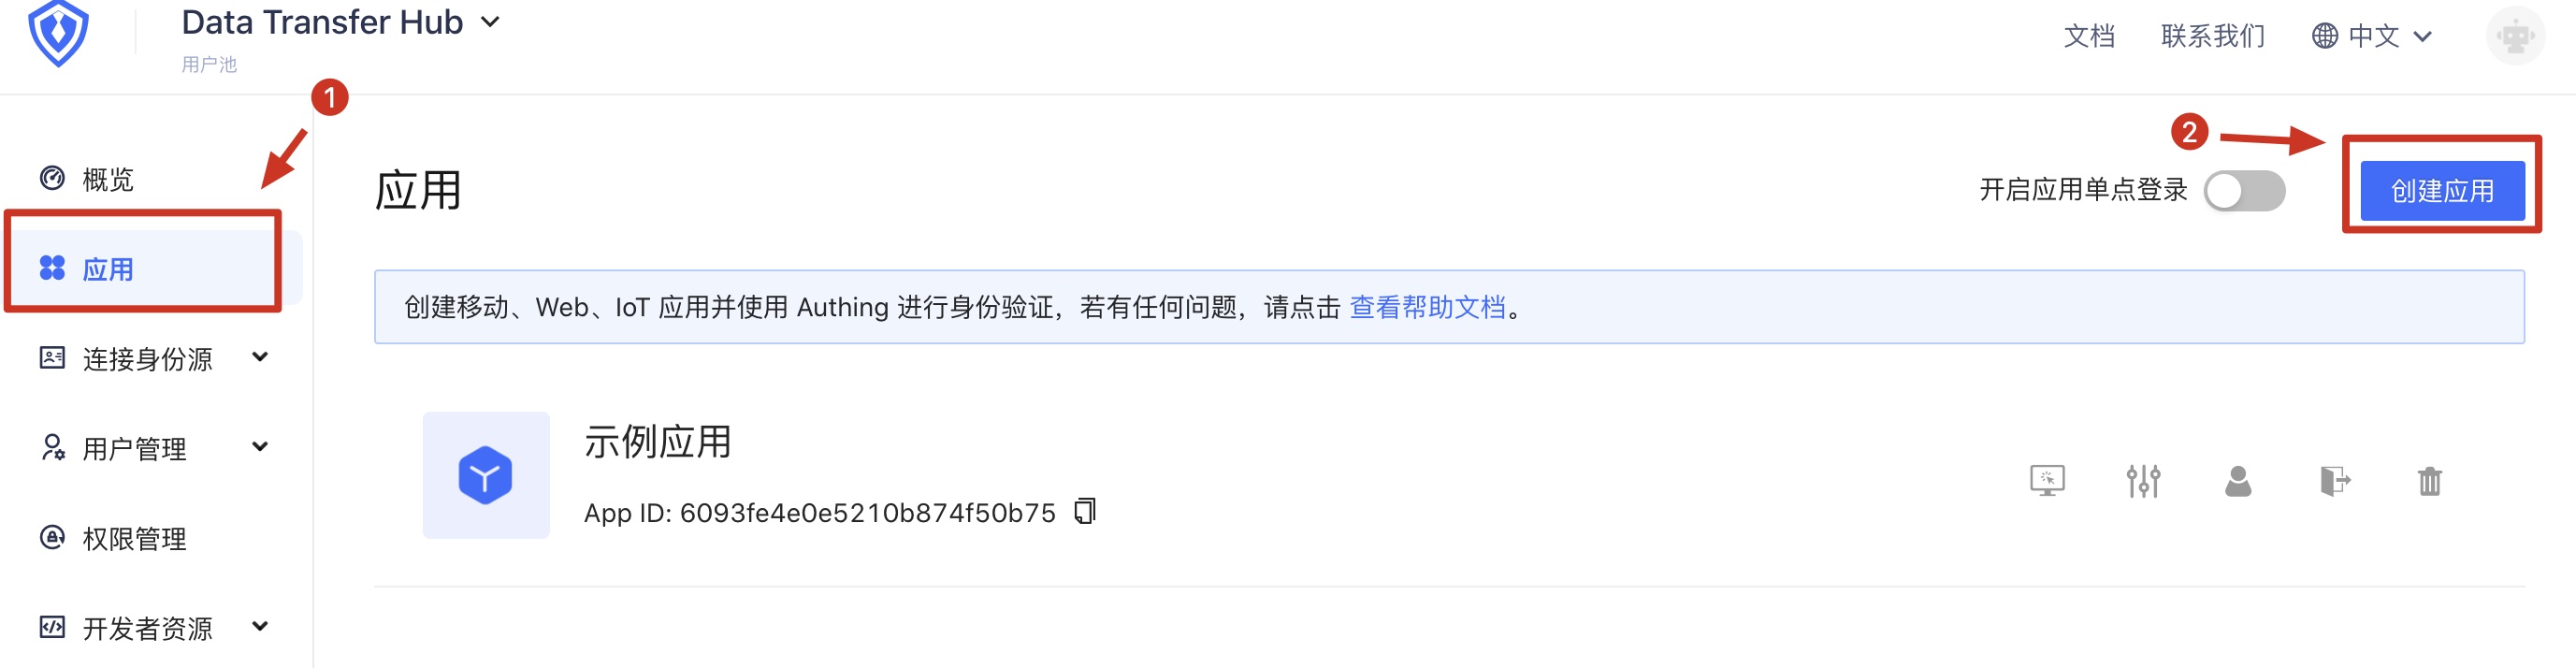 Data Transfer Hub
用户池
文档
联系我们
中文
1
2
概览
应用
连接身份源
用户管理
权限管理
开发者资源
应用
开启应用单点登录
创建应用
创建移动、Web、IoT 应用并使用 Authing 进行身份验证，若有任何问题，请点击 查看帮助文档。
示例应用
App ID: 6093fe4e0e5210b874f50b75